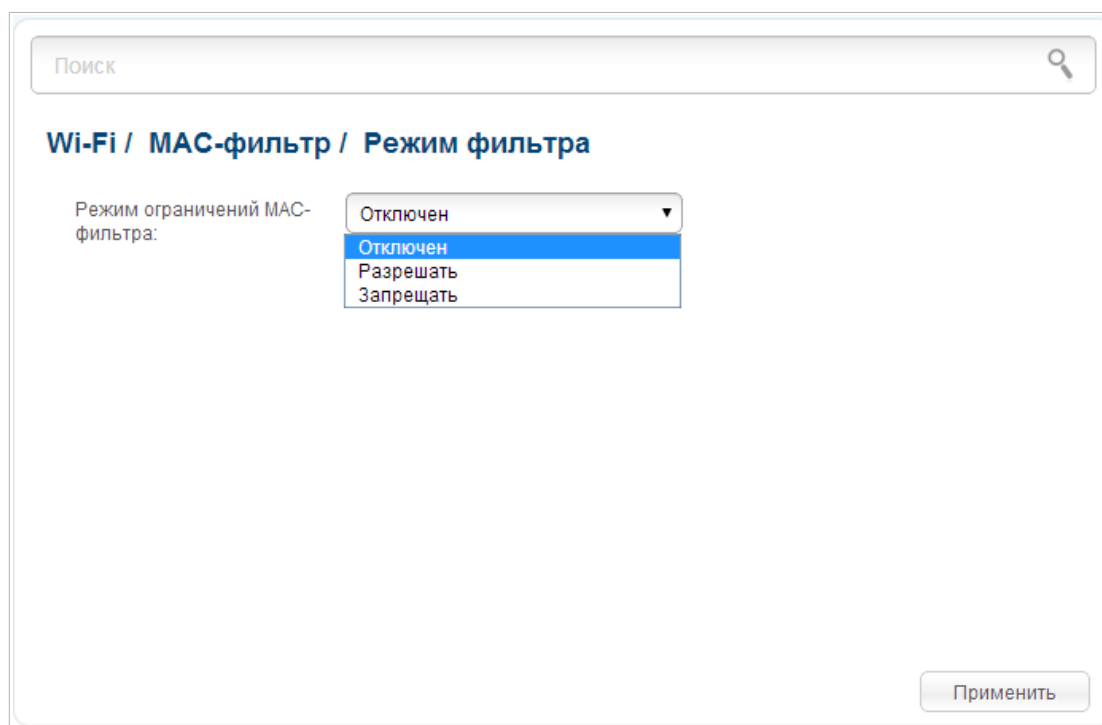 Поиск
Wi-Fi / MAC-фильтр / Режим фильтра
Режим ограничений MAC-
фильтра:
Отключен
Отключен
Разрешать
Запрещать
Применить